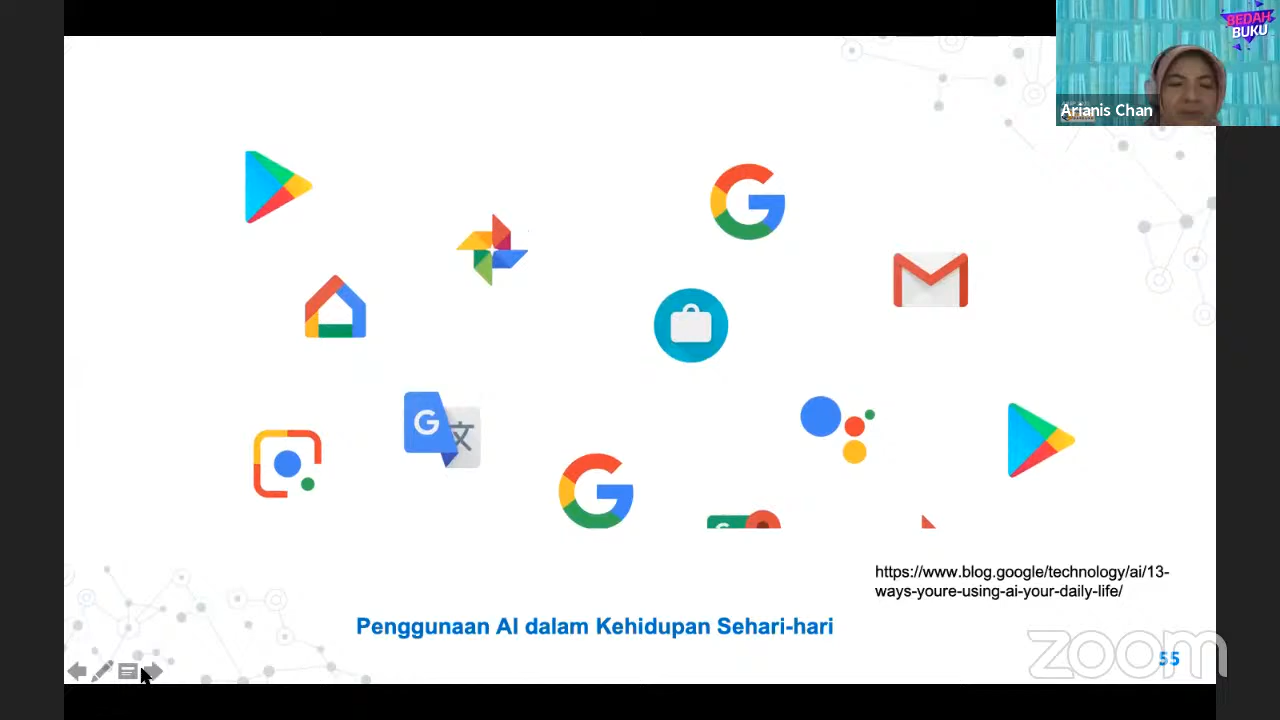 BEDAH
BUKU
Arianis Chan
G
G
G
文
G
G
https://www.blog.google/technology/ai/13-
ways-youre-using-ai-your-daily-life/
Penggunaan AI dalam Kehidupan Sehari-hari
zoom
55